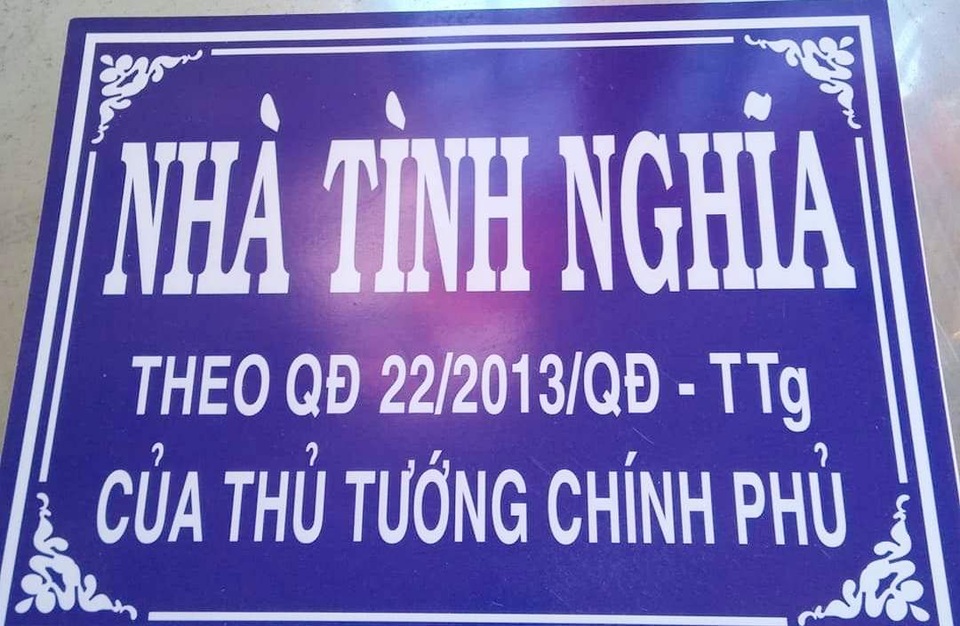 NHÀ TÌNH NGHĨA
THEO QĐ 22/2013/QĐ - TTg
CỦA THỦ TƯỚNG CHÍNH PHỦ